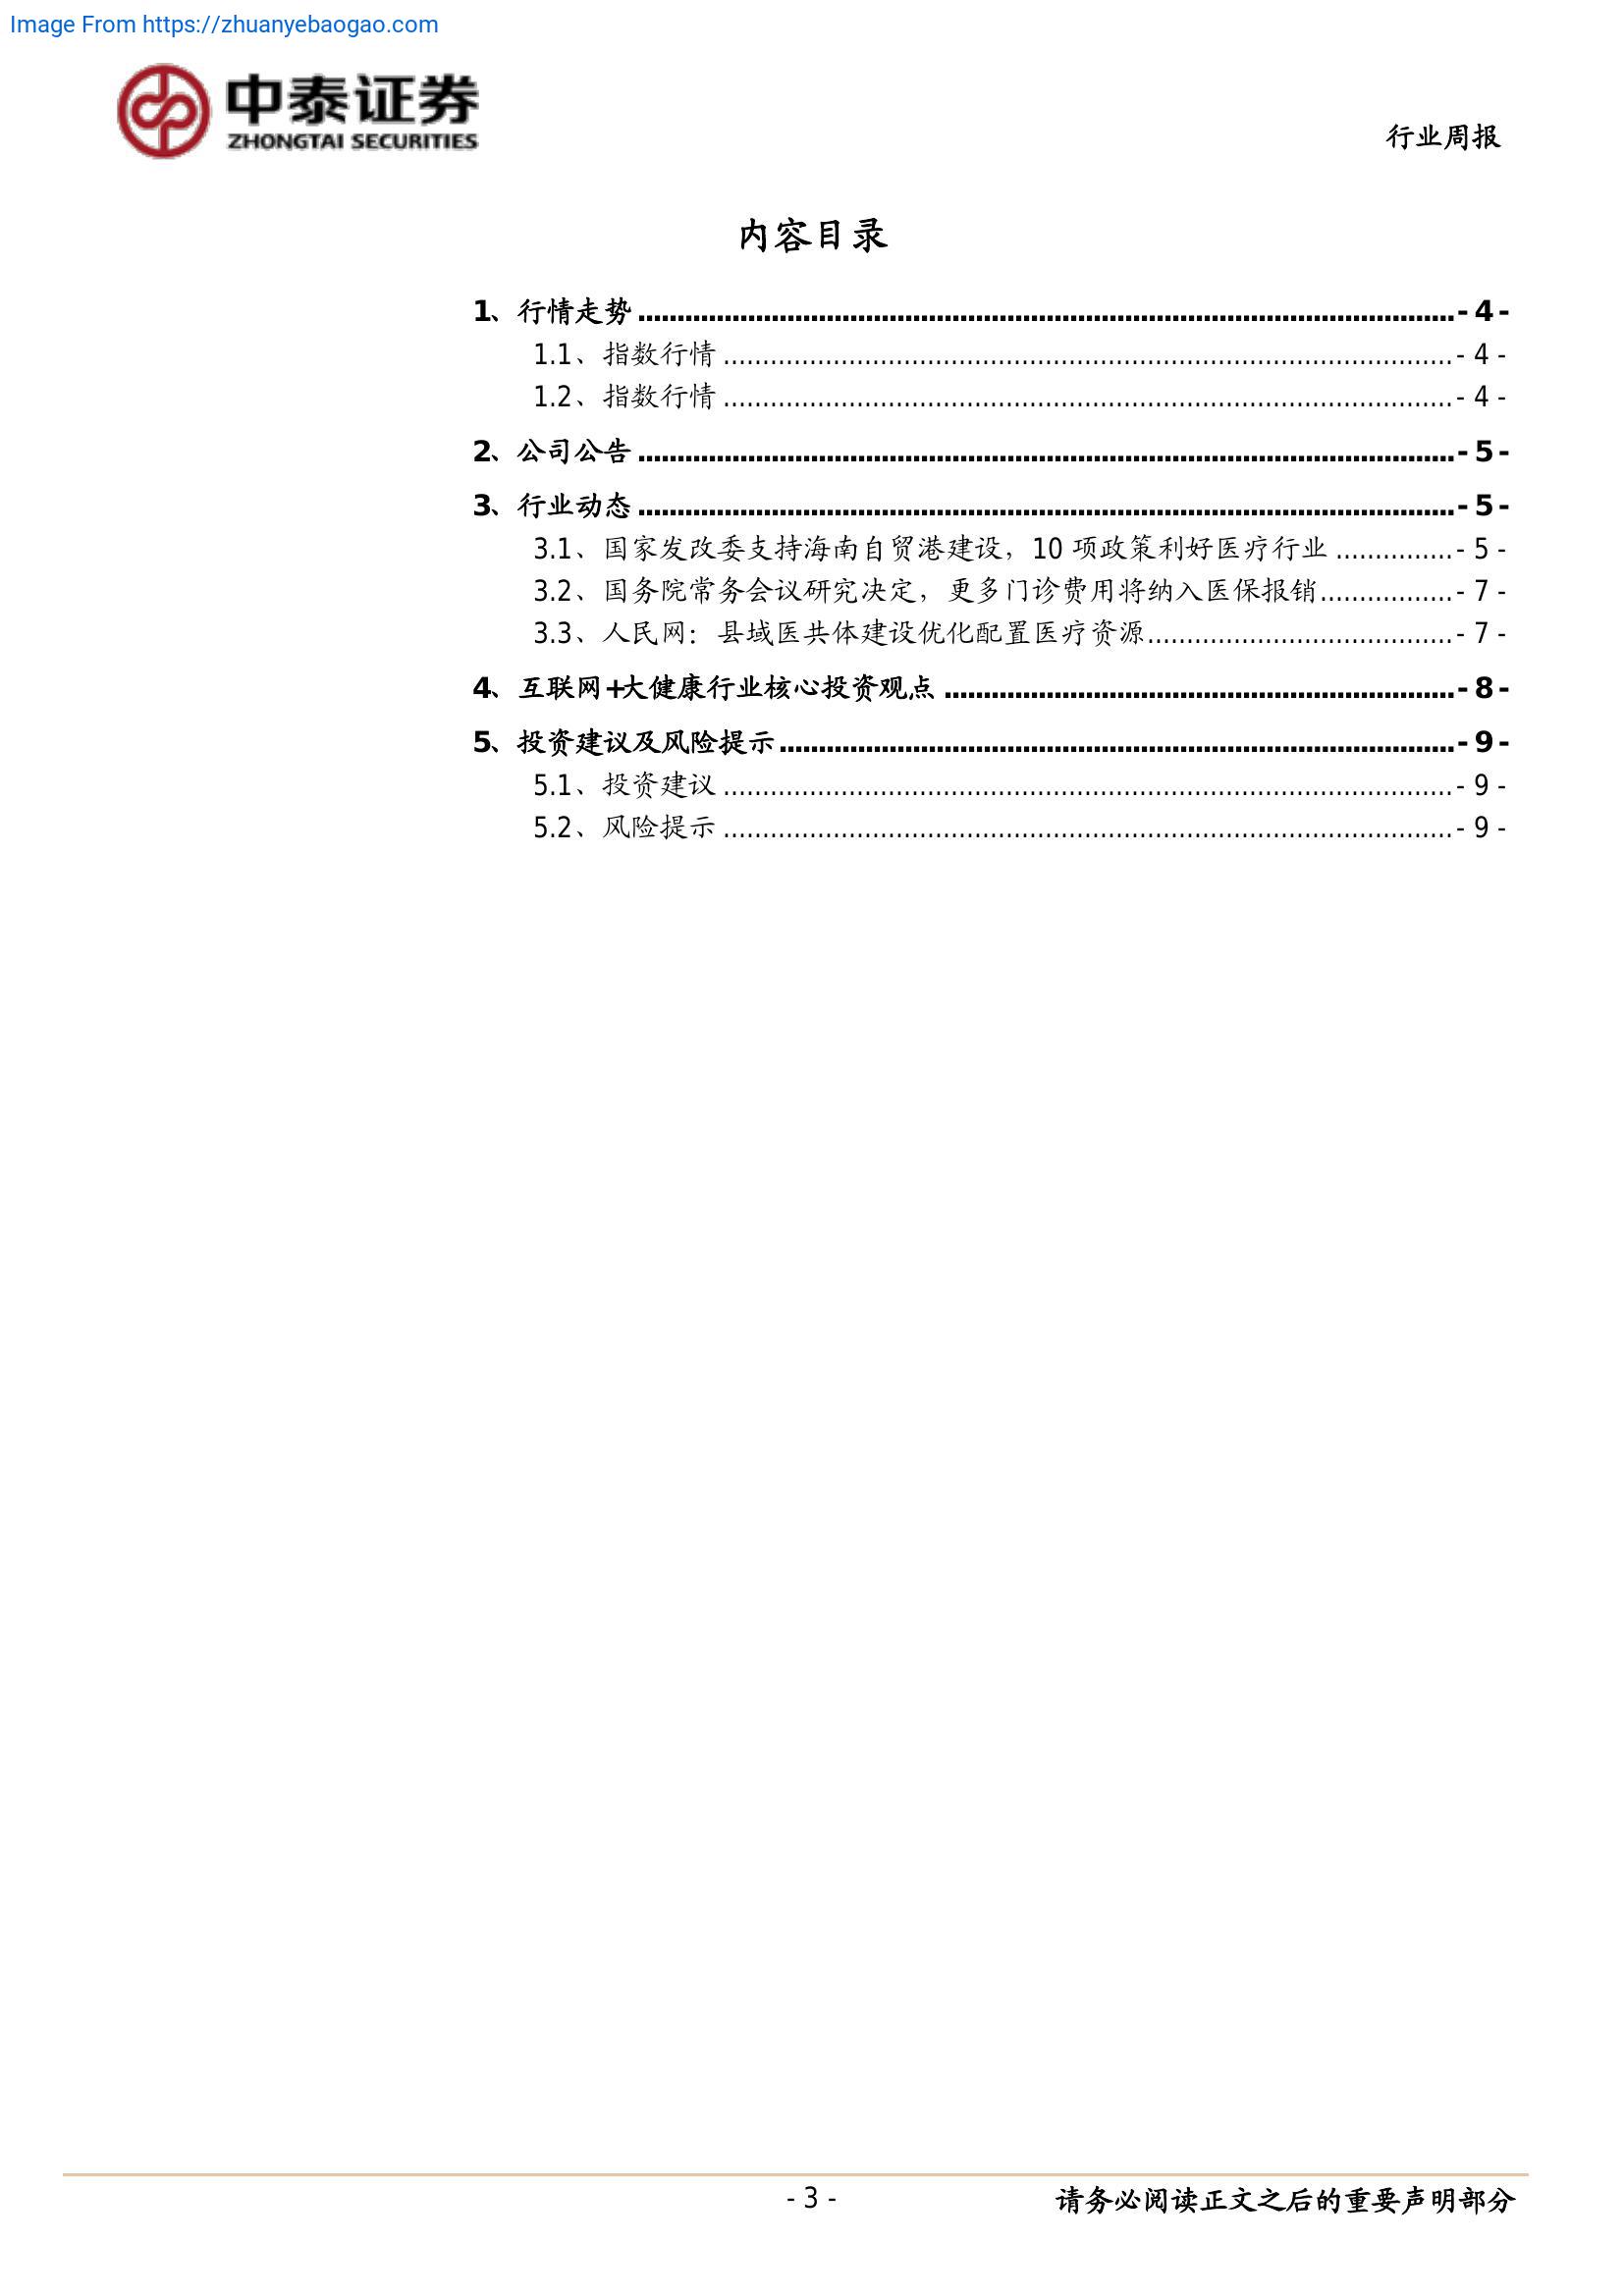 Image From https://zhuanyebaogao.com
中泰证券
ZHONGTAI SECURITIES
行业周报
内容目录
1、行情走势 ........................................ - 4 -
1.1、指数行情 ........................................ - 4 -
1.2、指数行情 ........................................ - 4 -
2、公司公告 ........................................ - 5 -
3、行业动态 ........................................ - 5 -
3.1、国家发改委支持海南自贸港建设，10 项政策利好医疗行业 ............... - 5 -
3.2、国务院常务会议研究决定，更多门诊费用将纳入医保报销................. - 7 -
3.3、人民网：县域医共体建设优化配置医疗资源........................................ - 7 -
4、互联网+大健康行业核心投资观点 ........................................ - 8 -
5、投资建议及风险提示 ........................................ - 9 -
5.1、投资建议 ........................................ - 9 -
5.2、风险提示 ........................................ - 9 -
- 3 -
请务必阅读正文之后的重要声明部分